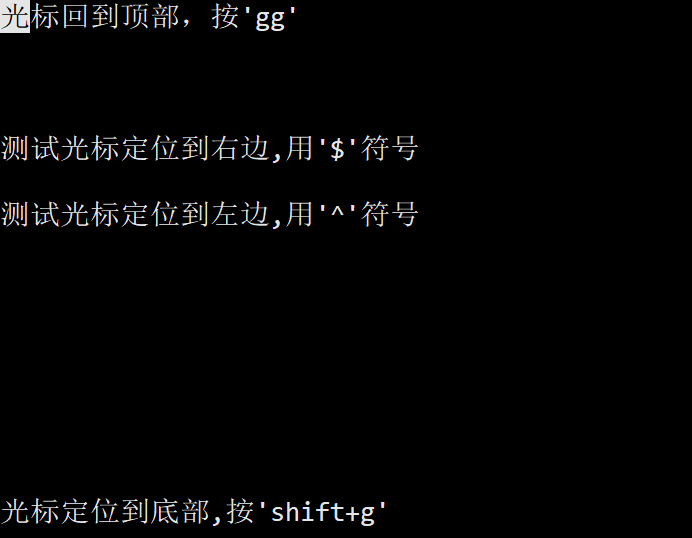 光标回到顶部，按'gg'
测试光标定位到右边,用'$'符号
测试光标定位到左边,用'^'符号
光标定位到底部,按'shift+g'